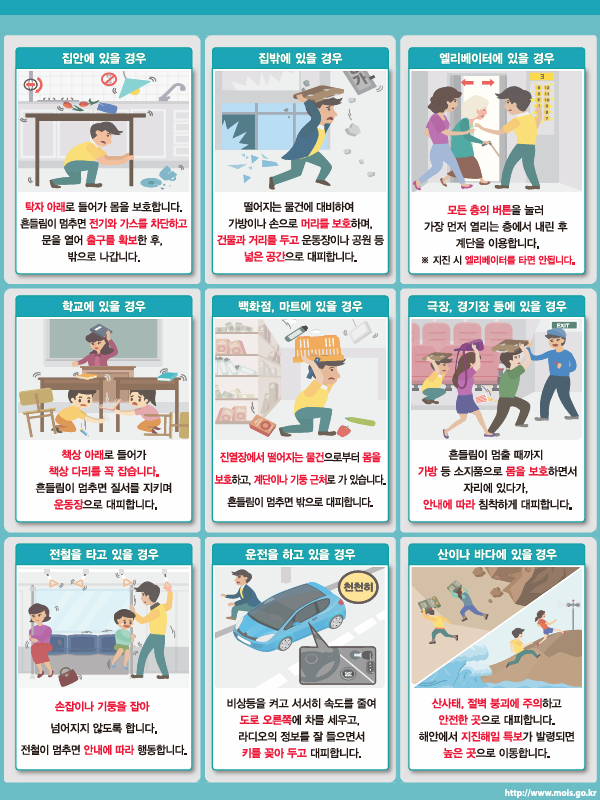 집안에 있을 경우
탁자 아래로 들어가 몸을 보호합니다.
흔들림이 멈추면 전기와 가스를 차단하고
문을 열어 출구를 확보한 후,
밖으로 나갑니다.
집밖에 있을 경우
떨어지는 물건에 대비하여
가방이나 손으로 머리를 보호하며,
건물과 거리를 두고 운동장이나 공원 등
넓은 공간으로 대피합니다.
엘리베이터에 있을 경우
모든 층의 버튼을 눌러
가장 먼저 열리는 층에서 내린 후
계단을 이용합니다.
※ 지진 시 엘리베이터를 타면 안됩니다.
학교에 있을 경우
책상 아래로 들어가
책상 다리를 꼭 잡습니다.
흔들림이 멈추면 질서를 지키며
운동장으로 대피합니다.
백화점, 마트에 있을 경우
진열장에서 떨어지는 물건으로부터 몸을
보호하고, 계단이나 기둥 근처로 가 있습니다.
흔들림이 멈추면 밖으로 대피합니다.
극장, 경기장 등에 있을 경우
EXIT
흔들림이 멈출 때까지
가방 등 소지품으로 몸을 보호하면서
자리에 있다가,
안내에 따라 침착하게 대피합니다.
전철을 타고 있을 경우
손잡이나 기둥을 잡아
넘어지지 않도록 합니다.
전철이 멈추면 안내에 따라 행동합니다.
운전을 하고 있을 경우
천천히
비상등을 켜고 서서히 속도를 줄여
도로 오른쪽에 차를 세우고,
라디오의 정보를 잘 들으면서
키를 꽂아 두고 대피합니다.
산이나 바다에 있을 경우
산사태, 절벽 붕괴에 주의하고
안전한 곳으로 대피합니다.
해안에서 지진해일 특보가 발령되면
높은 곳으로 이동합니다.
http://www.mois.go.kr